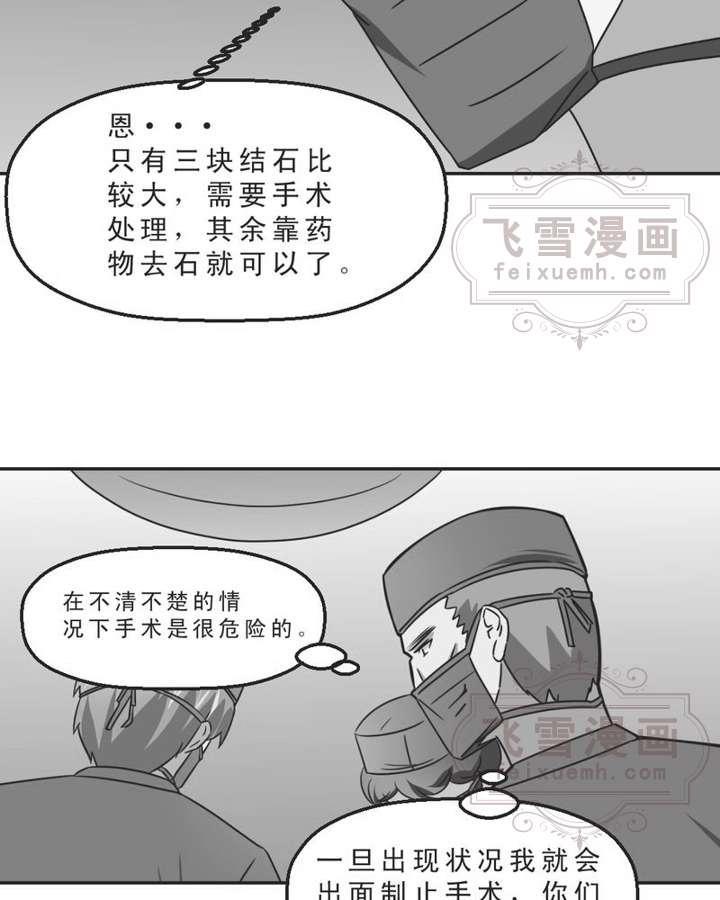 恩···
只有三块结石比
较大，需要手术
处理，其余靠药
物去石就可以了。
飞雪漫画
feixuemh.com
在不清不楚的情
况下手术是很危险的。
飞雪漫画
feixuemh.com
一旦出现状况我就会
出面制止手术，你们